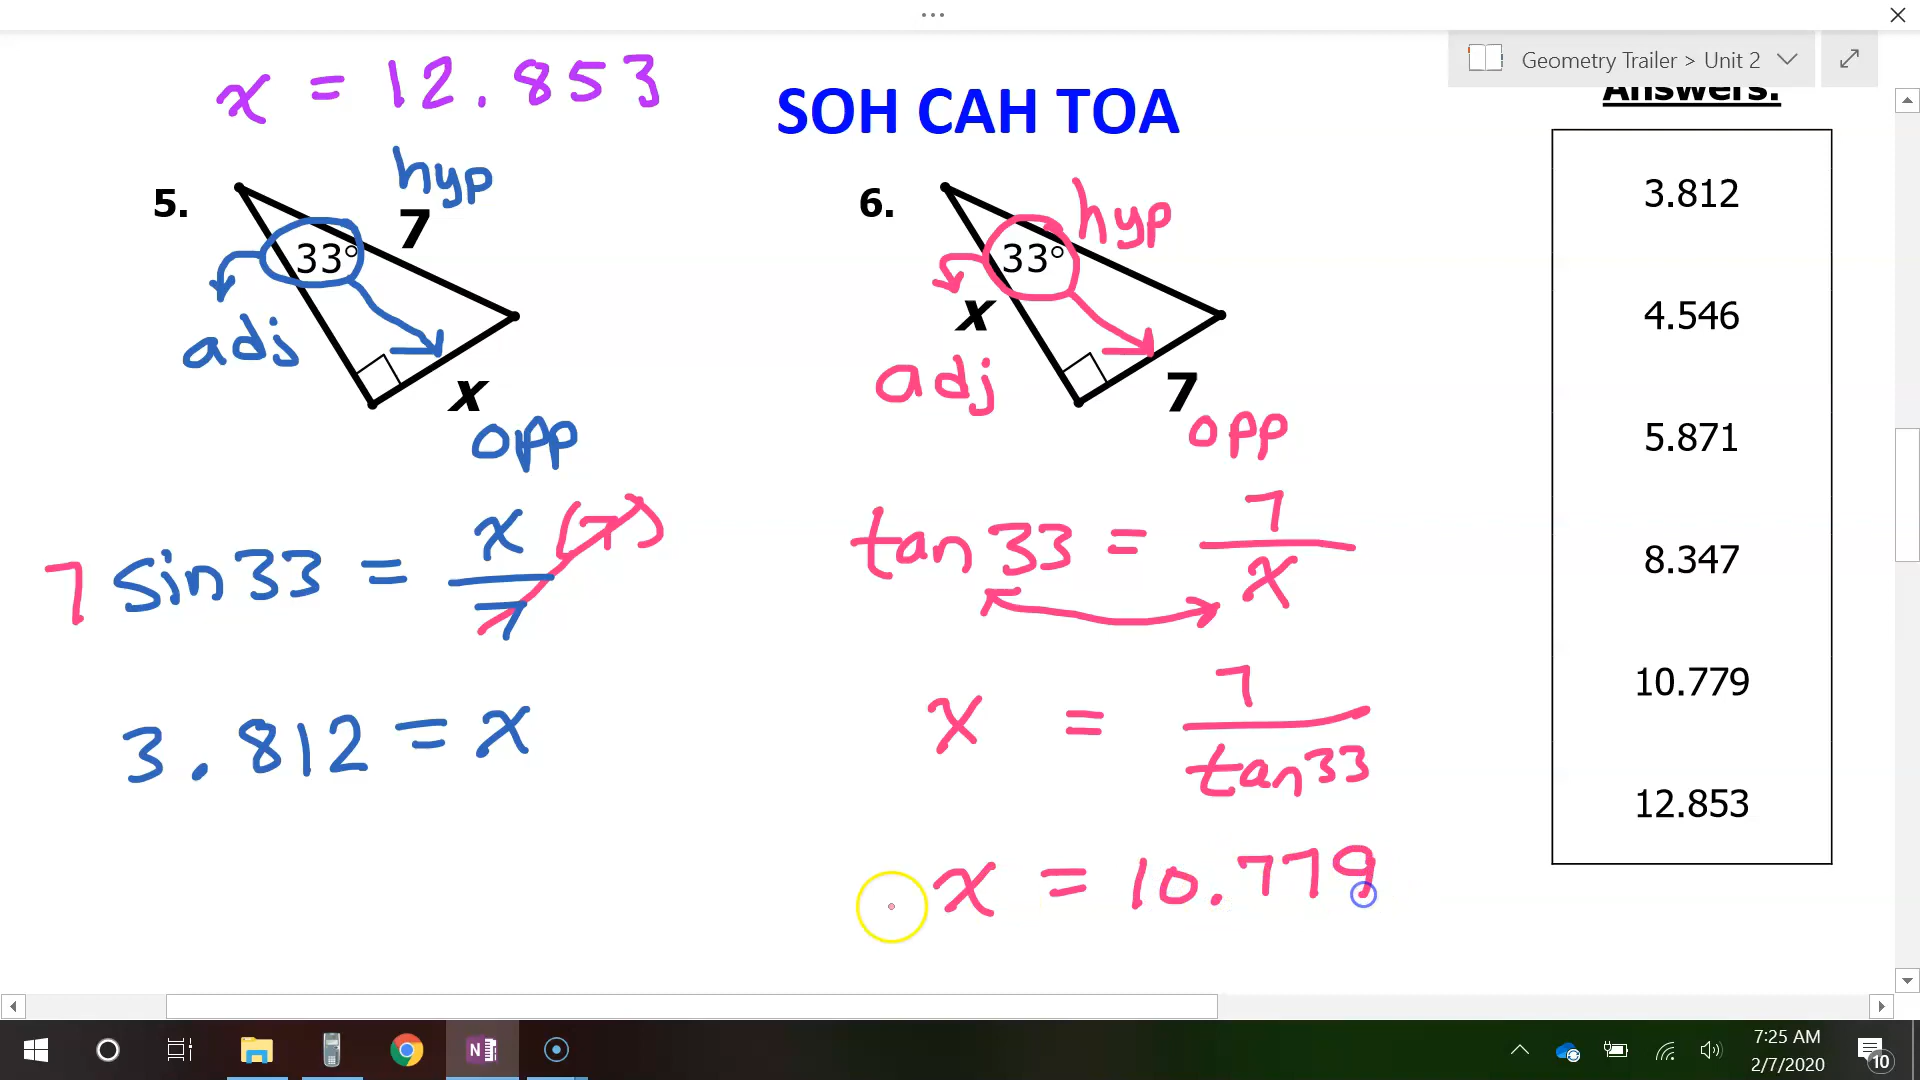 Geometry Trailer > Unit 2
x = 12.853
SOH CAH TOA
Answers:
5.
hyp
7
33°
adj
x
opp
7 sin 33 = x/7 (7)
3.812 = x
6.
hyp
33°
x
adj
7
opp
tan 33 = 7/x
x = 7/tan 33
x = 10.779
3.812
4.546
5.871
8.347
10.779
12.853
N
7:25 AM
2/7/2020
10